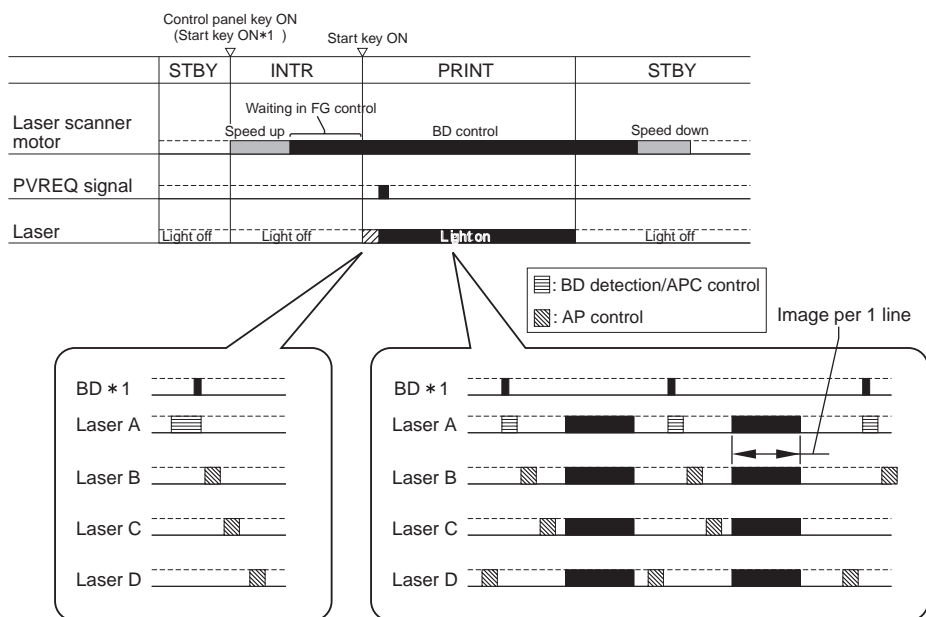 Control panel key ON
(Start key ON*1 )
Start key ON
STBY INTR PRINT STBY
Waiting in FG control
Laser scanner
motor
Speed up
BD control
Speed down
PVREQ signal
Laser
Light off
Light off
Light on
Light off
: BD detection/APC control
: AP control
Image per 1 line
BD *1
Laser A
Laser B
Laser C
Laser D
BD *1
Laser A
Laser B
Laser C
Laser D